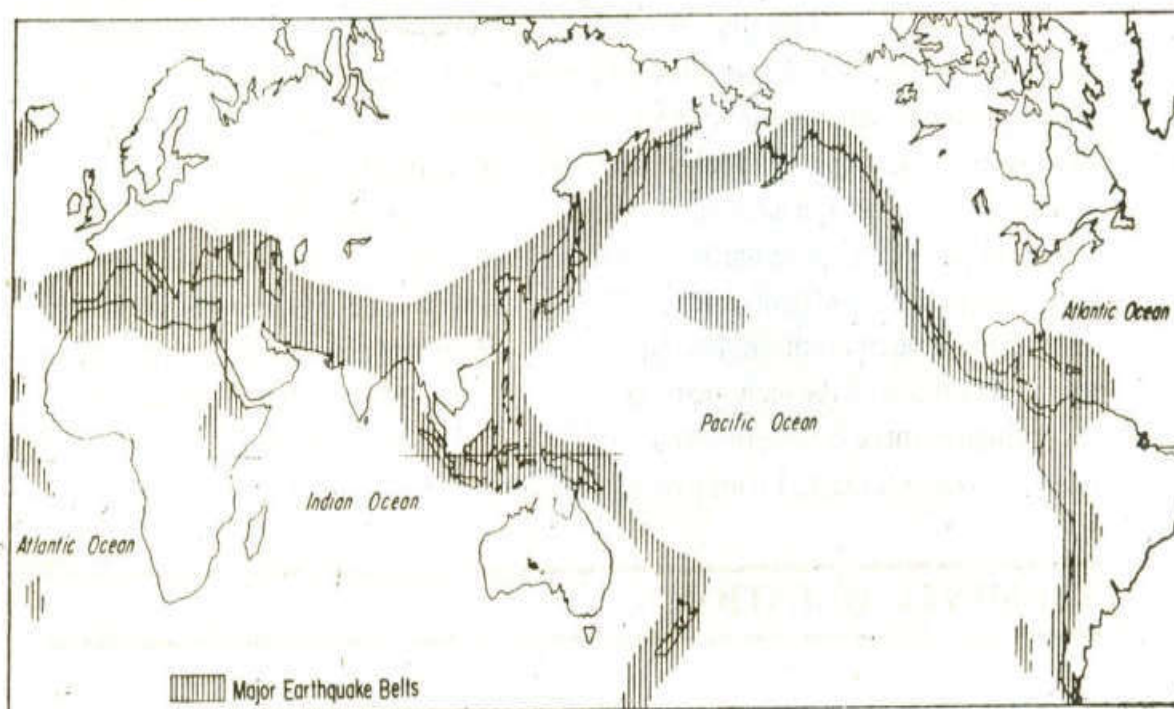 Atlantic Ocean
Pacific Ocean
Indian Ocean
Atlantic Ocean
Major Earthquake Belts